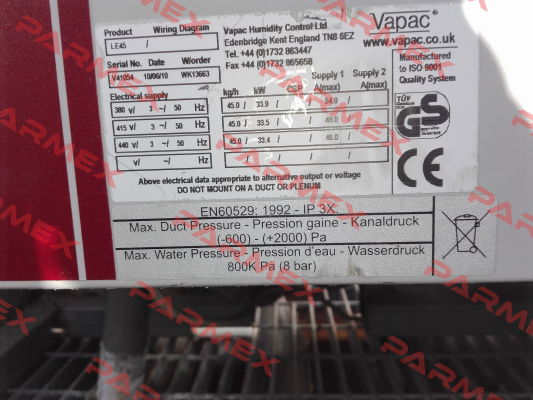 Product Wiring Diagram
LE45 /
Serial No. Date W/order
V41054 10/06/10 WK13663
Electrical supply
380 v/ 3 ~/ 50 Hz
415 v/ 3 ~/ 50 Hz
440 v/ 3 ~/ 50 Hz
v/ ~/ Hz
Vapac Humidity Control Ltd
Edenbridge Kent England TN8 6EZ
Tel. +44 (0)1732 863447
Fax +44 (0)1732 865658
Supply 1 Supply 2
kg/h kW CSP A(max) A(max)
45.0 / 33.9 / / 54.0 /
45.0 / 33.5 / /
45.0 / 33.4 / /
/ / / /
Above electrical data appropriate to alternative output or voltage
DO NOT MOUNT ON A DUCT OR PLENUM
Vapac®
www.vapac.co.uk
Manufactured
to ISO 9001
Quality System
TÜV
GS
geprüfte
Sicherheit
CE
EN60529: 1992 - IP 3X.
Max. Duct Pressure - Pression gaine - Kanaldruck
(-600) - (+2000) Pa
Max. Water Pressure - Pression d'eau - Wasserdruck
800K Pa (8 bar)
PARMEX
PARMEX
PARMEX
PARMEX
PARMEX